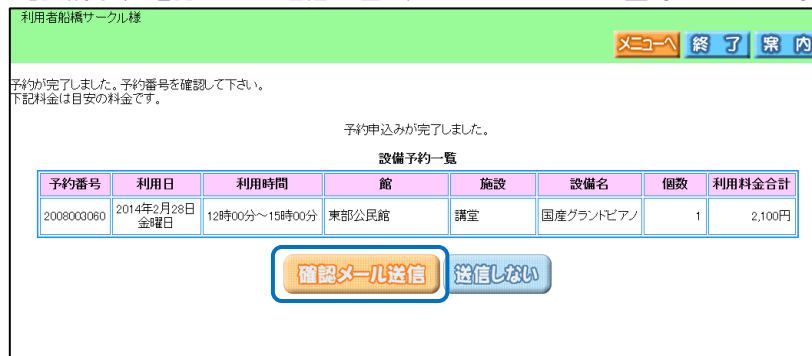 利用者船橋サークル様
メニューへ 終 了 案 内
予約が完了しました。予約番号を確認して下さい。
下記料金は目安の料金です。
予約申込みが完了しました。
設備予約一覧
予約番号 利用日 利用時間 館 施設 設備名 個数 利用料金合計
2008003060 2014年2月28日 12時00分～15時00分 東部公民館 講堂 国産グランドピアノ 1 2,100円
金曜日
確認メール送信 送信しない